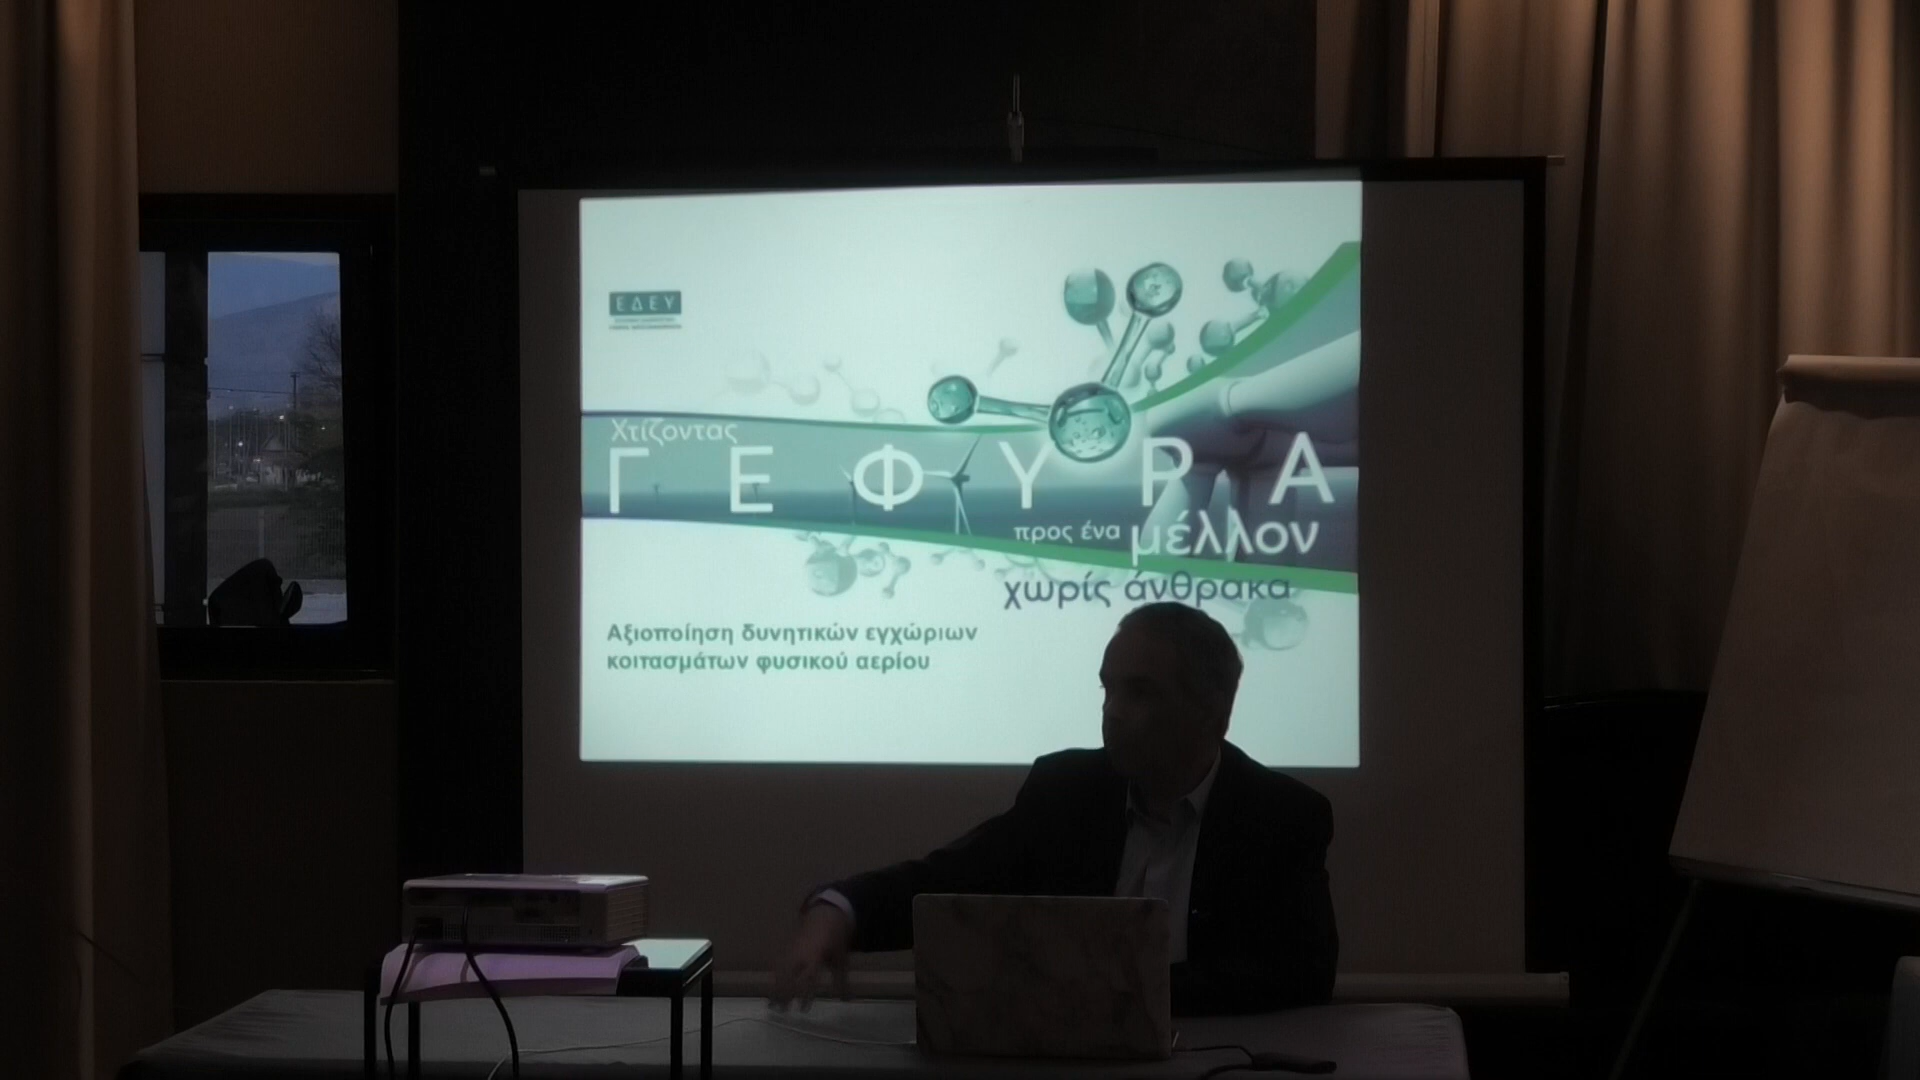 ΕΔΕΥ
Χτίζοντας
ΓΕΦΥΡΑ
προς ένα μέλλον
χωρίς άνθρακα
Αξιοποίηση δυνητικών εγχώριων
κοιτασμάτων φυσικού αερίου